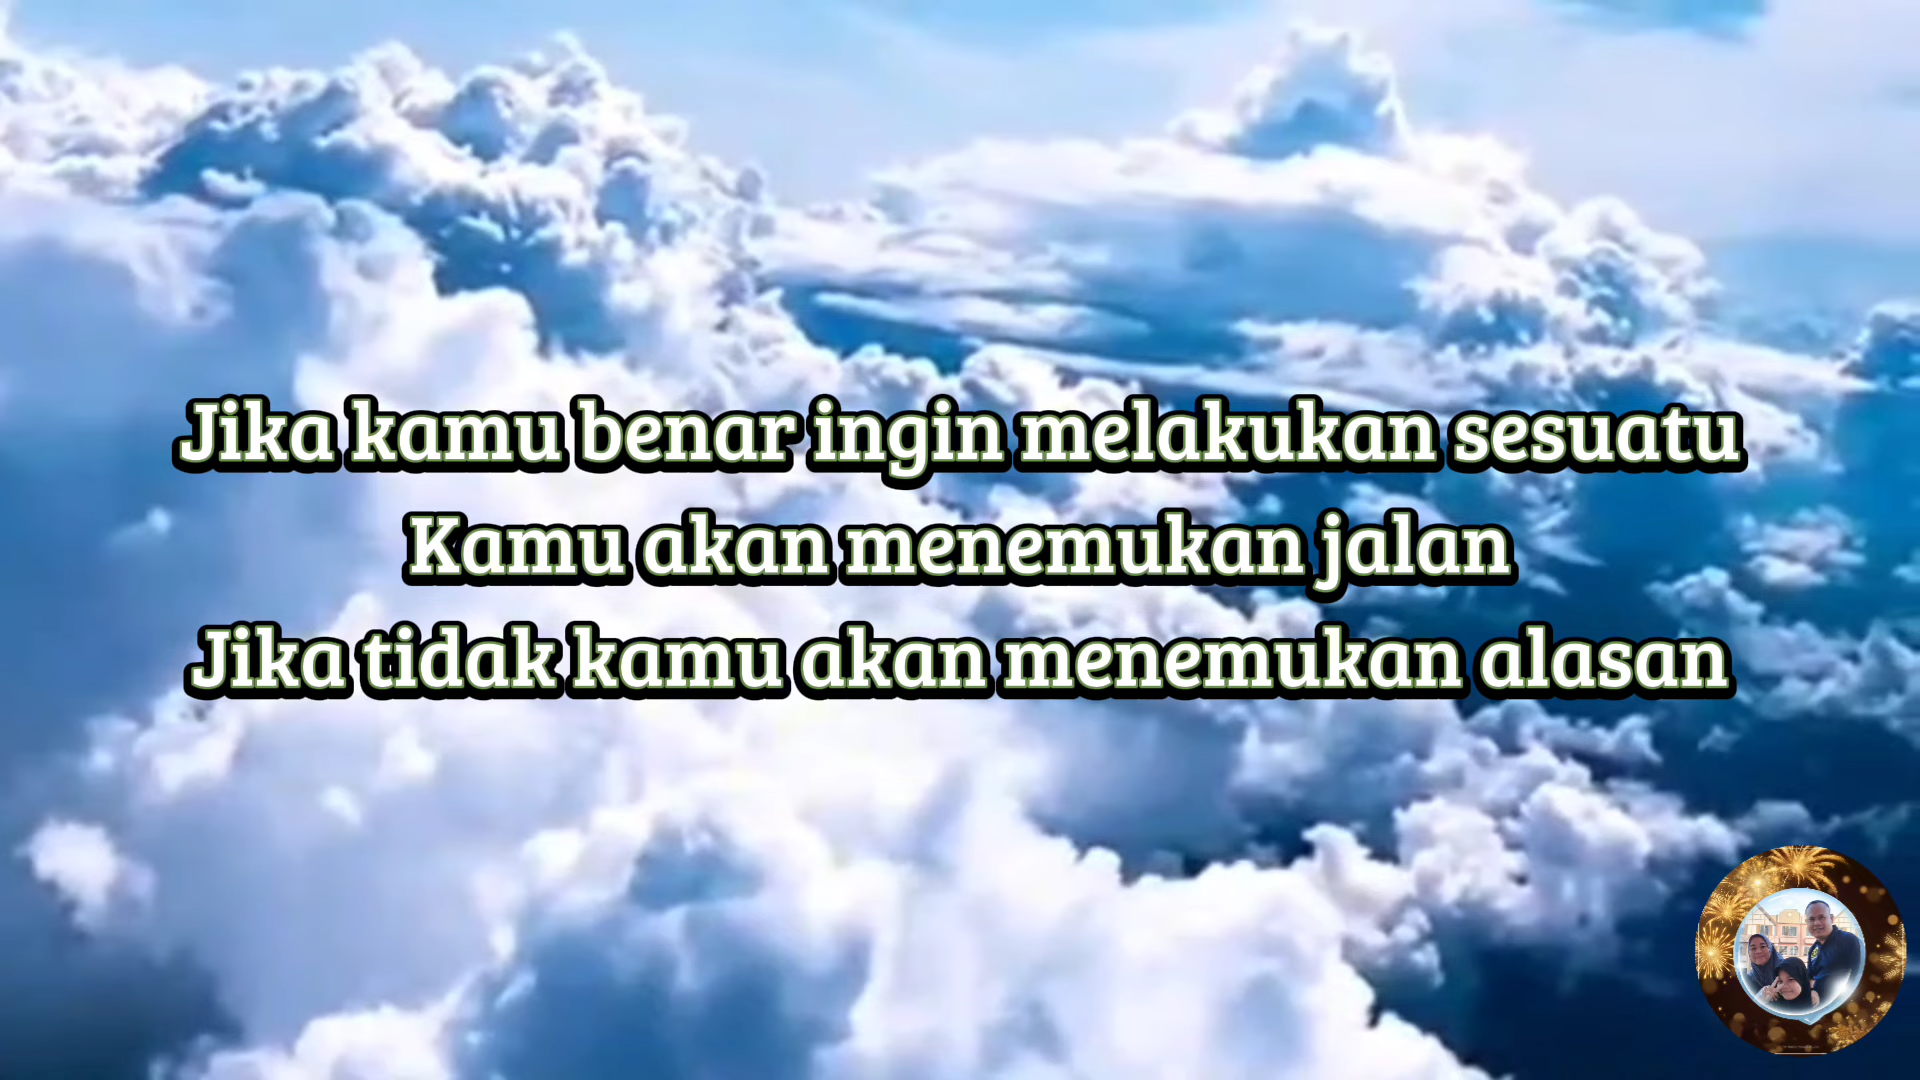 Jika kamu benar ingin melakukan sesuatu
Kamu akan menemukan jalan
Jika tidak kamu akan menemukan alasan